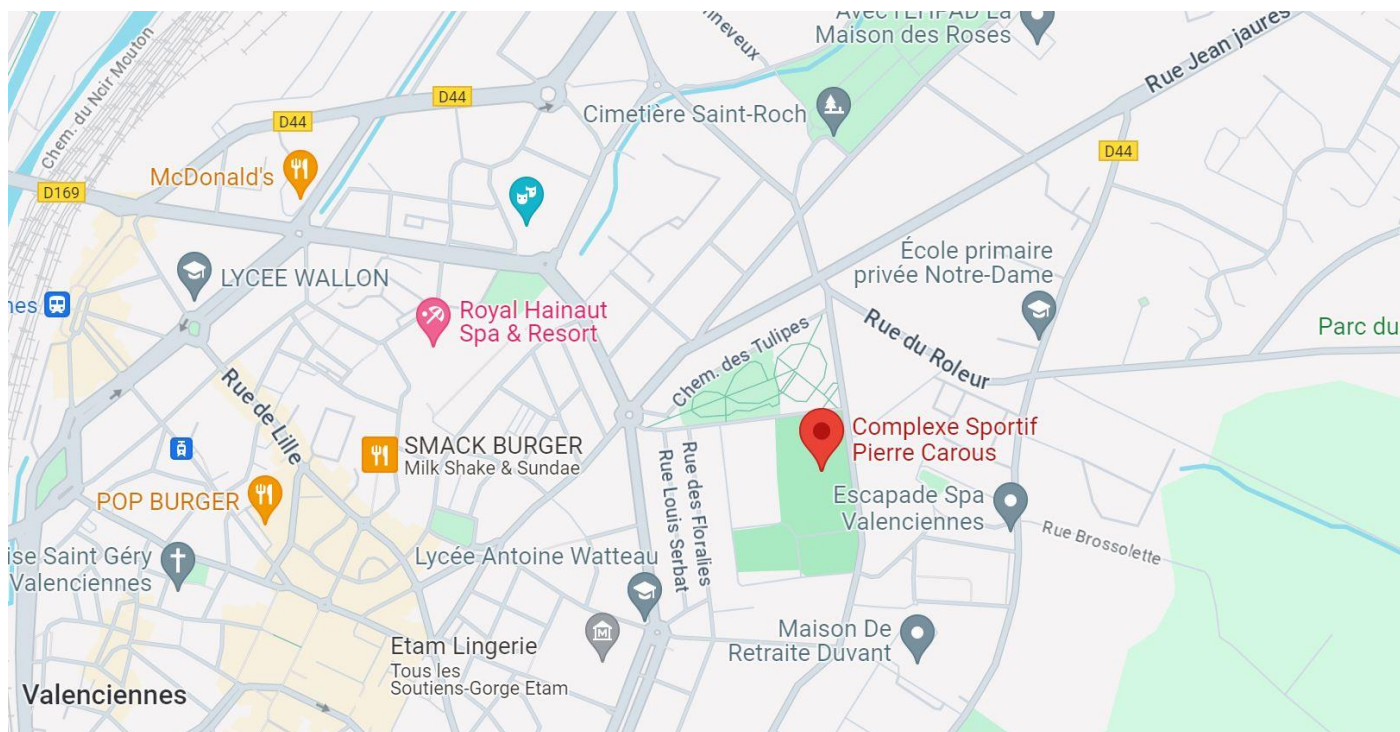 Avec l'EHPAD La
Maison des Roses
Chem. du Noir Mouton
Rue Jean jaures
D44
D44
Cimetière Saint-Roch
D44
McDonald's
D169
École primaire
privée Notre-Dame
LYCEE WALLON
Royal Hainaut
Spa & Resort
Chem. des Tulipes
Rue du Roleur
Parc du
Rue de Lille
Complexe Sportif
Pierre Carous
SMACK BURGER
Milk Shake & Sundae
POP BURGER
Rue des Floralies
Rue Louis Serbat
Escapade Spa
Valenciennes
Rue Brossolette
Saint Géry
Valenciennes
Lycée Antoine Watteau
Maison De
Retraite Duvant
Etam Lingerie
Tous les
Soutiens-Gorge Etam
Valenciennes